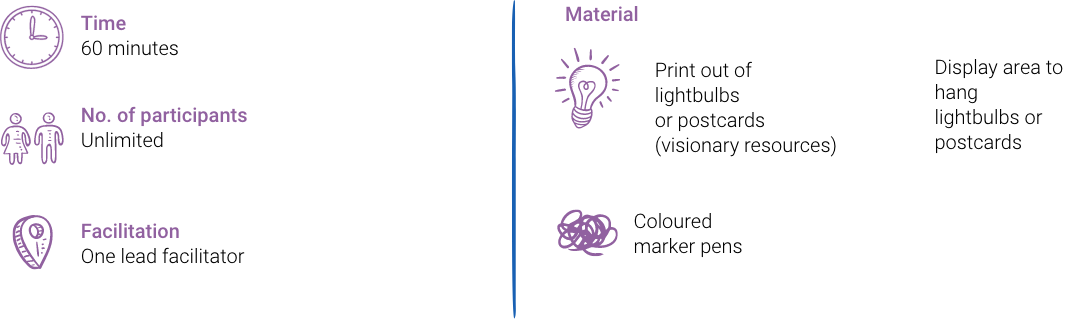 Time
60 minutes
No. of participants
Unlimited
Facilitation
One lead facilitator
Material
Print out of
lightbulbs
or postcards
(visionary resources)
Display area to
hang
lightbulbs or
postcards
Coloured
marker pens